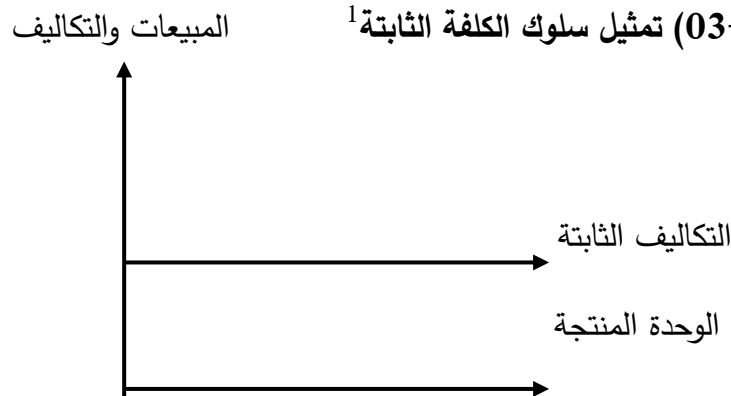 03) تمثيل سلوك الكلفة الثابتة1
المبيعات والتكاليف
التكاليف الثابتة
الوحدة المنتجة